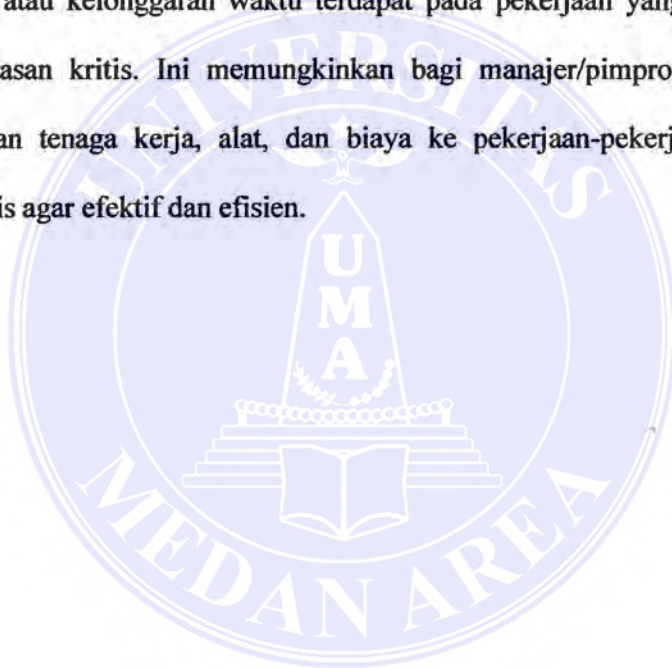 atau kelonggaran waktu terdapat pada pekerjaan yang
asan kritis. Ini memungkinkan bagi manajer/pimpro
an tenaga kerja, alat, dan biaya ke pekerjaan-pekerj
is agar efektif dan efisien.
UNIVERSITAS
UMA
MEDAN AREA